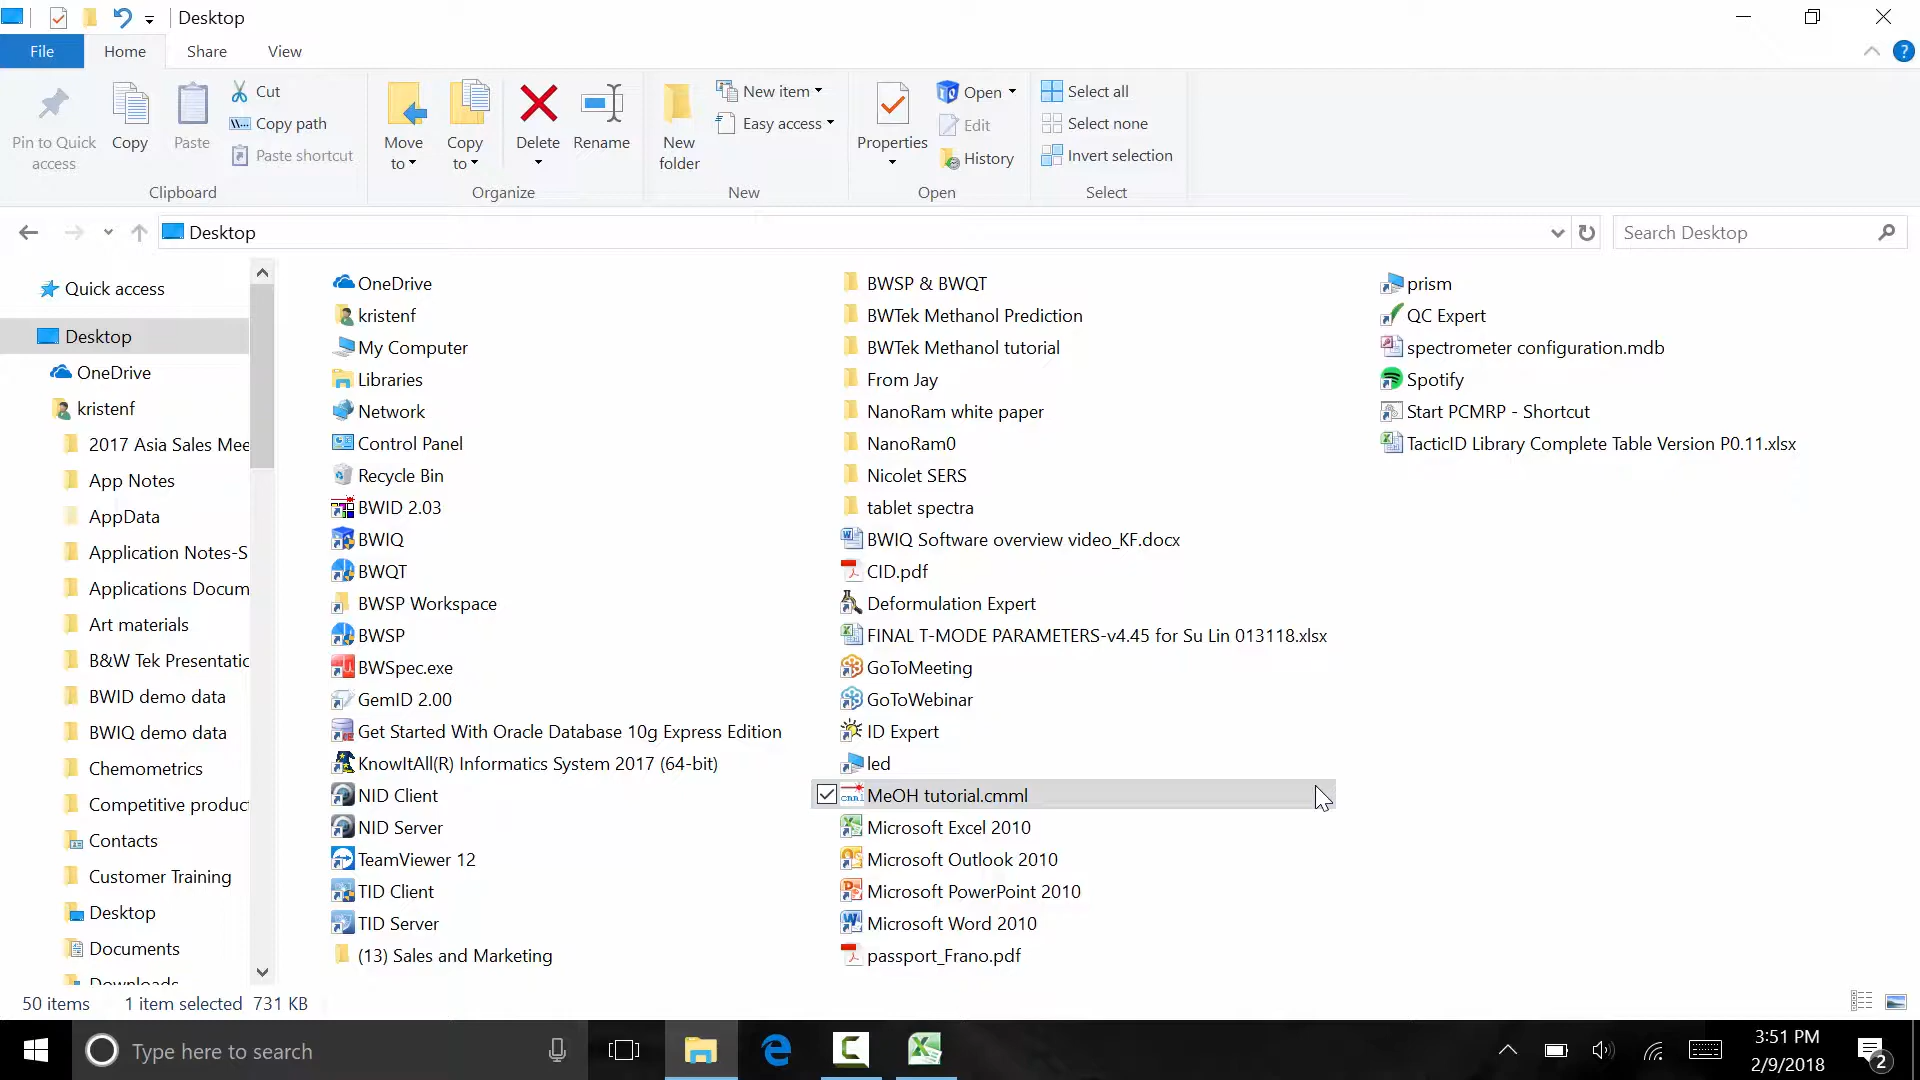 Desktop
File
Home
Share
View
Pin to Quick access
Copy
Paste
Cut
Copy path
Paste shortcut
Clipboard
Move to
Copy to
Delete
Rename
Organize
New folder
New item
Easy access
New
Properties
Open
Edit
History
Open
Select all
Select none
Invert selection
Select
Desktop
Search Desktop
Quick access
Desktop
OneDrive
kristenf
2017 Asia Sales Mee
App Notes
AppData
Application Notes-S
Applications Docum
Art materials
B&W Tek Presentatio
BWID demo data
BWIQ demo data
Chemometrics
Competitive produc
Contacts
Customer Training
Desktop
Documents
Downloads
OneDrive
kristenf
My Computer
Libraries
Network
Control Panel
Recycle Bin
BWID 2.03
BWIQ
BWQT
BWSP Workspace
BWSP
BWSpec.exe
GemID 2.00
Get Started With Oracle Database 10g Express Edition
KnowItAll(R) Informatics System 2017 (64-bit)
NID Client
NID Server
TeamViewer 12
TID Client
TID Server
(13) Sales and Marketing
BWSP & BWQT
BWTek Methanol Prediction
BWTek Methanol tutorial
From Jay
NanoRam white paper
NanoRam0
Nicolet SERS
tablet spectra
BWIQ Software overview video_KF.docx
CID.pdf
Deformulation Expert
FINAL T-MODE PARAMETERS-v4.45 for Su Lin 013118.xlsx
GoToMeeting
GoToWebinar
ID Expert
led
MeOH tutorial.cmml
Microsoft Excel 2010
Microsoft Outlook 2010
Microsoft PowerPoint 2010
Microsoft Word 2010
passport_Frano.pdf
prism
QC Expert
spectrometer configuration.mdb
Spotify
Start PCMRP - Shortcut
TacticID Library Complete Table Version P0.11.xlsx
50 items 1 item selected 731 KB
Type here to search
3:51 PM
2/9/2018
2